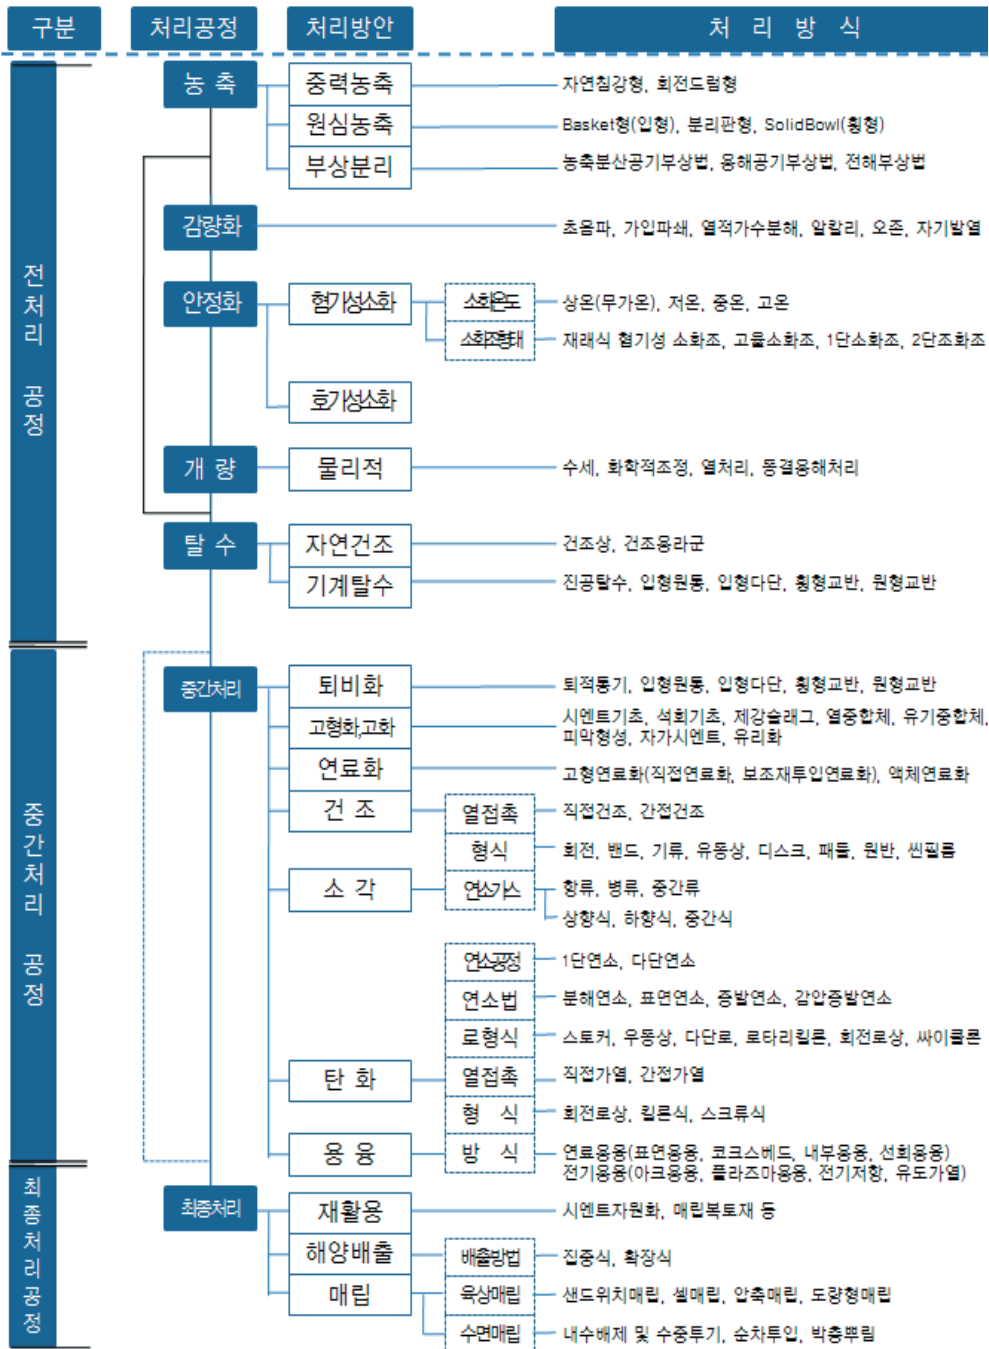 구분 처리공정 처리방안 처 리 방 식
전처리 공정
농 축 중력농축 자연침강형, 회전드럼형
원심농축 Basket형(입형), 분리판형, SolidBowl(횡형)
부상분리 농축분산공기부상법, 용해공기부상법, 전해부상법
감량화 초음파, 가입파쇄, 열적가수분해, 알칼리, 오존, 자기발열
안정화 혐기성소화 소화온도 상온(무가온), 저온, 중온, 고온
소화조형태 재래식 혐기성 소화조, 고율소화조, 1단소화조, 2단조화조
호기성소화
개 량 물리적 수세, 화학적조정, 열처리, 동결용해처리
탈 수 자연건조 건조상, 건조용라군
기계탈수 진공탈수, 입형원통, 입형다단, 횡형교반, 원형교반
중간처리 공정
중간처리 퇴비화 퇴적통기, 입형원통, 입형다단, 횡형교반, 원형교반
고형화,고화 시멘트기초, 석회기초, 제강슬래그, 열중합체, 유기중합체,
피막형성, 자가시멘트, 유리화
연료화 고형연료화(직접연료화, 보조재투입연료화), 액체연료화
건 조 열접촉 직접건조, 간접건조
형식 회전, 밴드, 기류, 유동상, 디스크, 패들, 원반, 씬필름
소 각 연소가스 항류, 병류, 중간류
상향식, 하향식, 중간식
연소공정 1단연소, 다단연소
연소법 분해연소, 표면연소, 증발연소, 감압증발연소
로형식 스토커, 우동상, 다단로, 로타리킬른, 회전로상, 싸이클론
탄 화 열접촉 직접가열, 간접가열
형 식 회전로상, 킬른식, 스크류식
용 융 방 식 연료용융(표면용융, 코크스베드, 내부용융, 선회용융)
전기용융(아크용융, 플라즈마용융, 전기저항, 유도가열)
최종처리공정
최종처리 재활용 시멘트자원화, 매립복토재 등
해양배출 배출방법 집중식, 확장식
매립 육상매립 샌드위치매립, 셀매립, 압축매립, 도랑형매립
수면매립 내수배제 및 수중투기, 순차투입, 박층뿌림